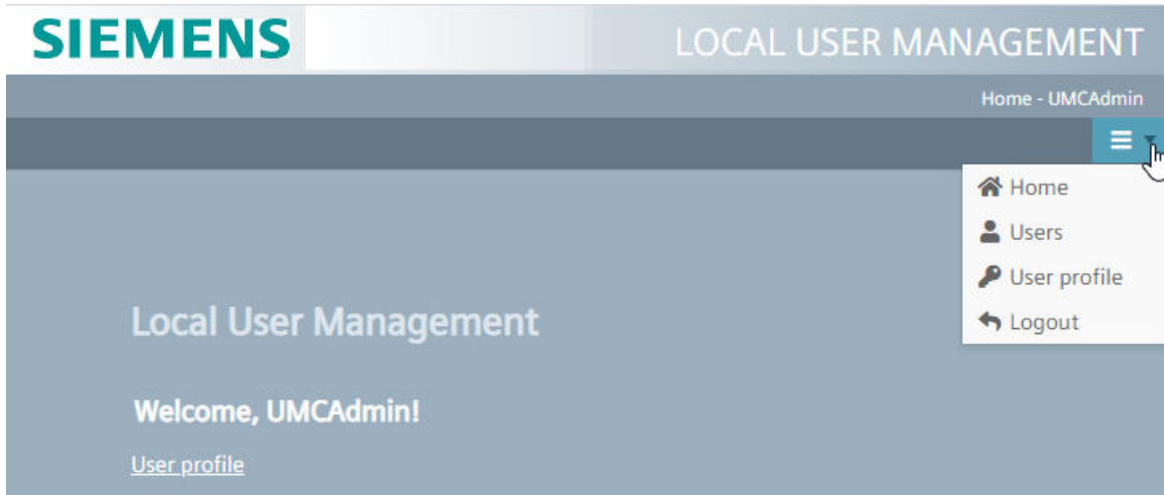 SIEMENS
LOCAL USER MANAGEMENT
Home - UMCAdmin
Home
Users
User profile
Logout
Local User Management
Welcome, UMCAdmin!
User profile